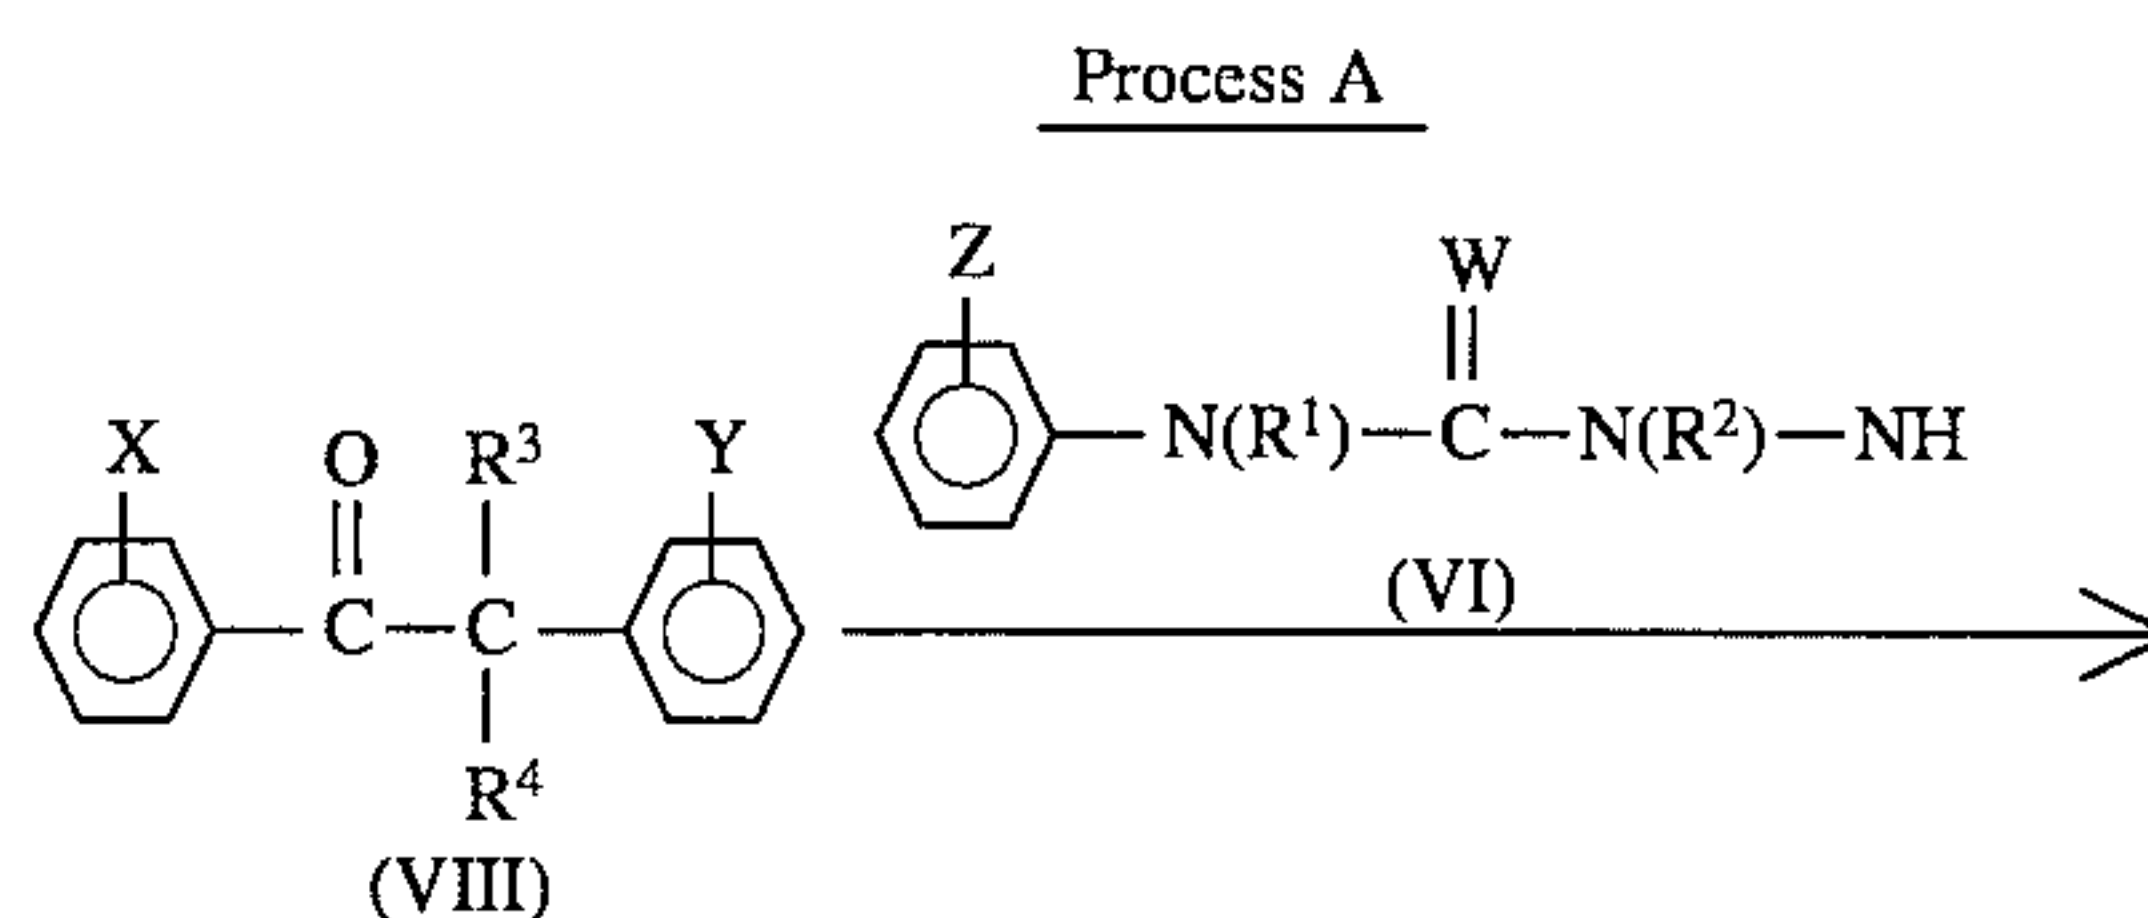 Process A
Z W
N(R¹)—C—N(R²)—NH
X O R³ Y
(VI)
C—C
R⁴
(VIII)